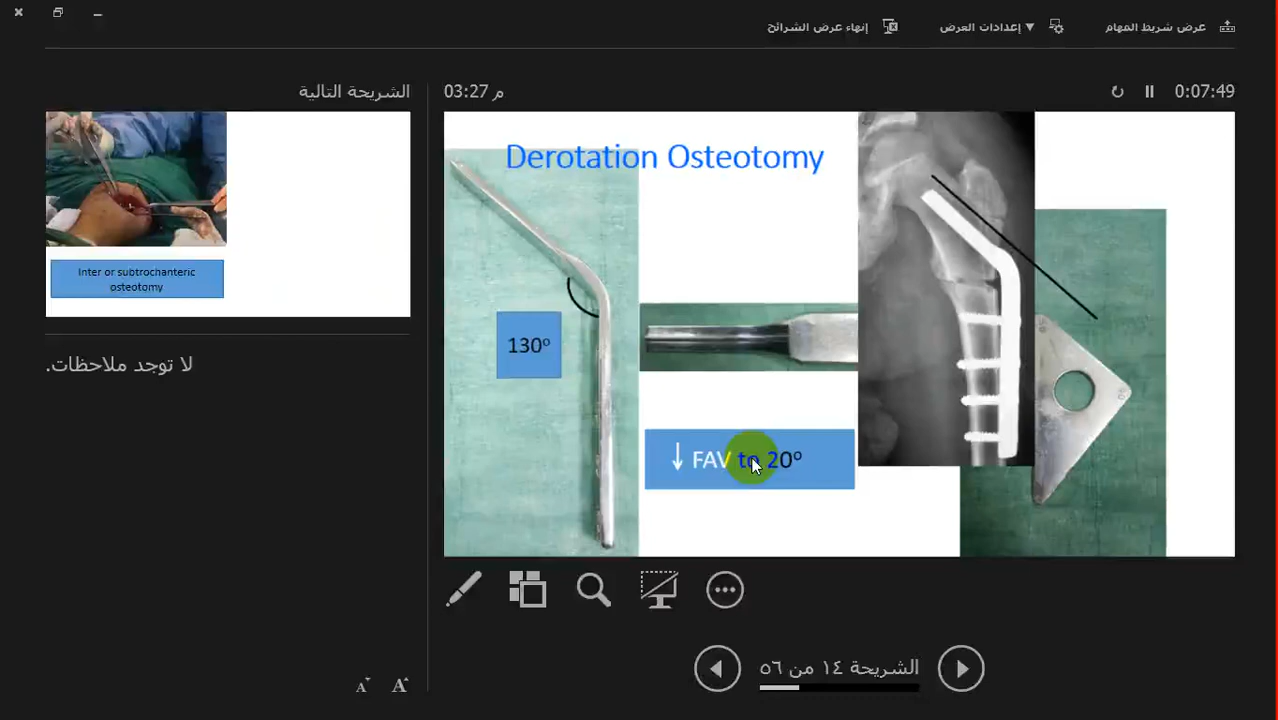 عرض شريط المهام
إعدادات العرض ▼
إنهاء عرض الشرائح
الشريحة التالية
03:27 م
0:07:49
Derotation Osteotomy
130º
↓ FAV to 20º
Inter or subtrochanteric
osteotomy
لا توجد ملاحظات.
الشريحة ١٤ من ٥٦
A A